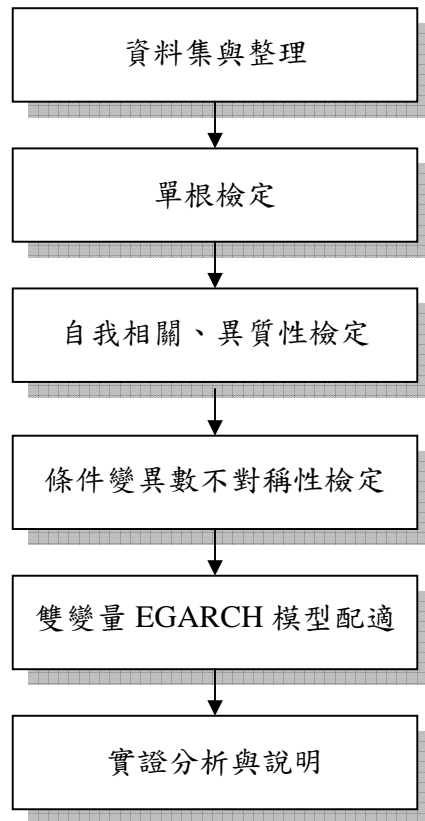 資料集與整理
單根檢定
自我相關、異質性檢定
條件變異數不對稱性檢定
雙變量 EGARCH 模型配適
實證分析與說明